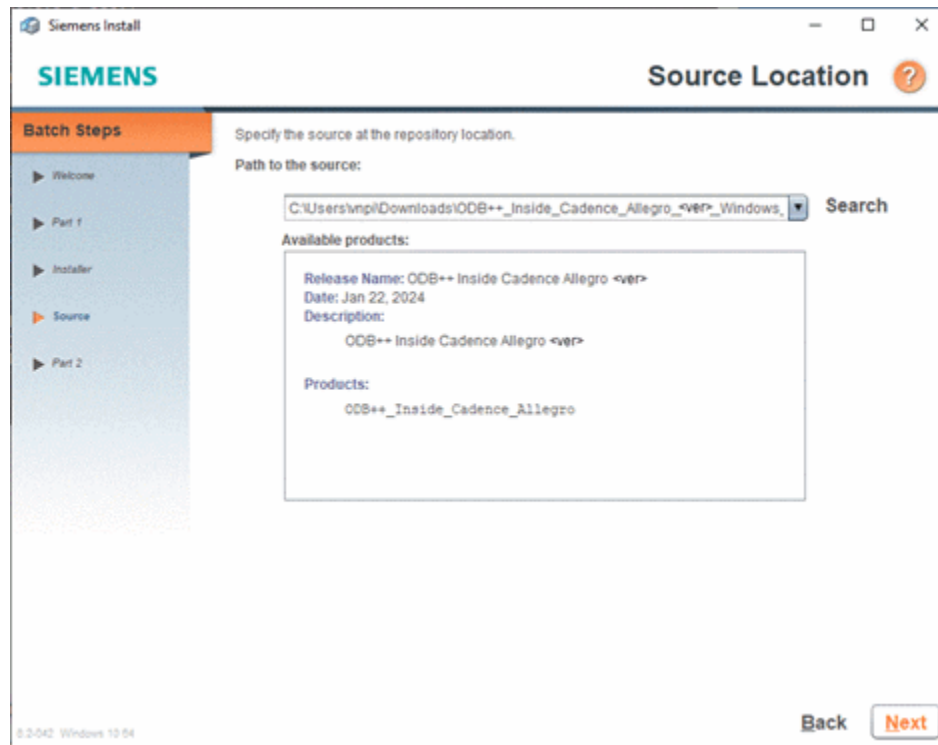 Siemens Install
SIEMENS
Source Location
?
Batch Steps
Welcome
Part 1
Installer
Source
Part 2
Specify the source at the repository location.
Path to the source:
C:\Users\vnpi\Downloads\ODB++_Inside_Cadence_Allegro_<ver>_Windows_
Search
Available products:
Release Name: ODB++ Inside Cadence Allegro <ver>
Date: Jan 22, 2024
Description:
ODB++ Inside Cadence Allegro <ver>
Products:
ODB++_Inside_Cadence_Allegro
Back
Next
Windows 10